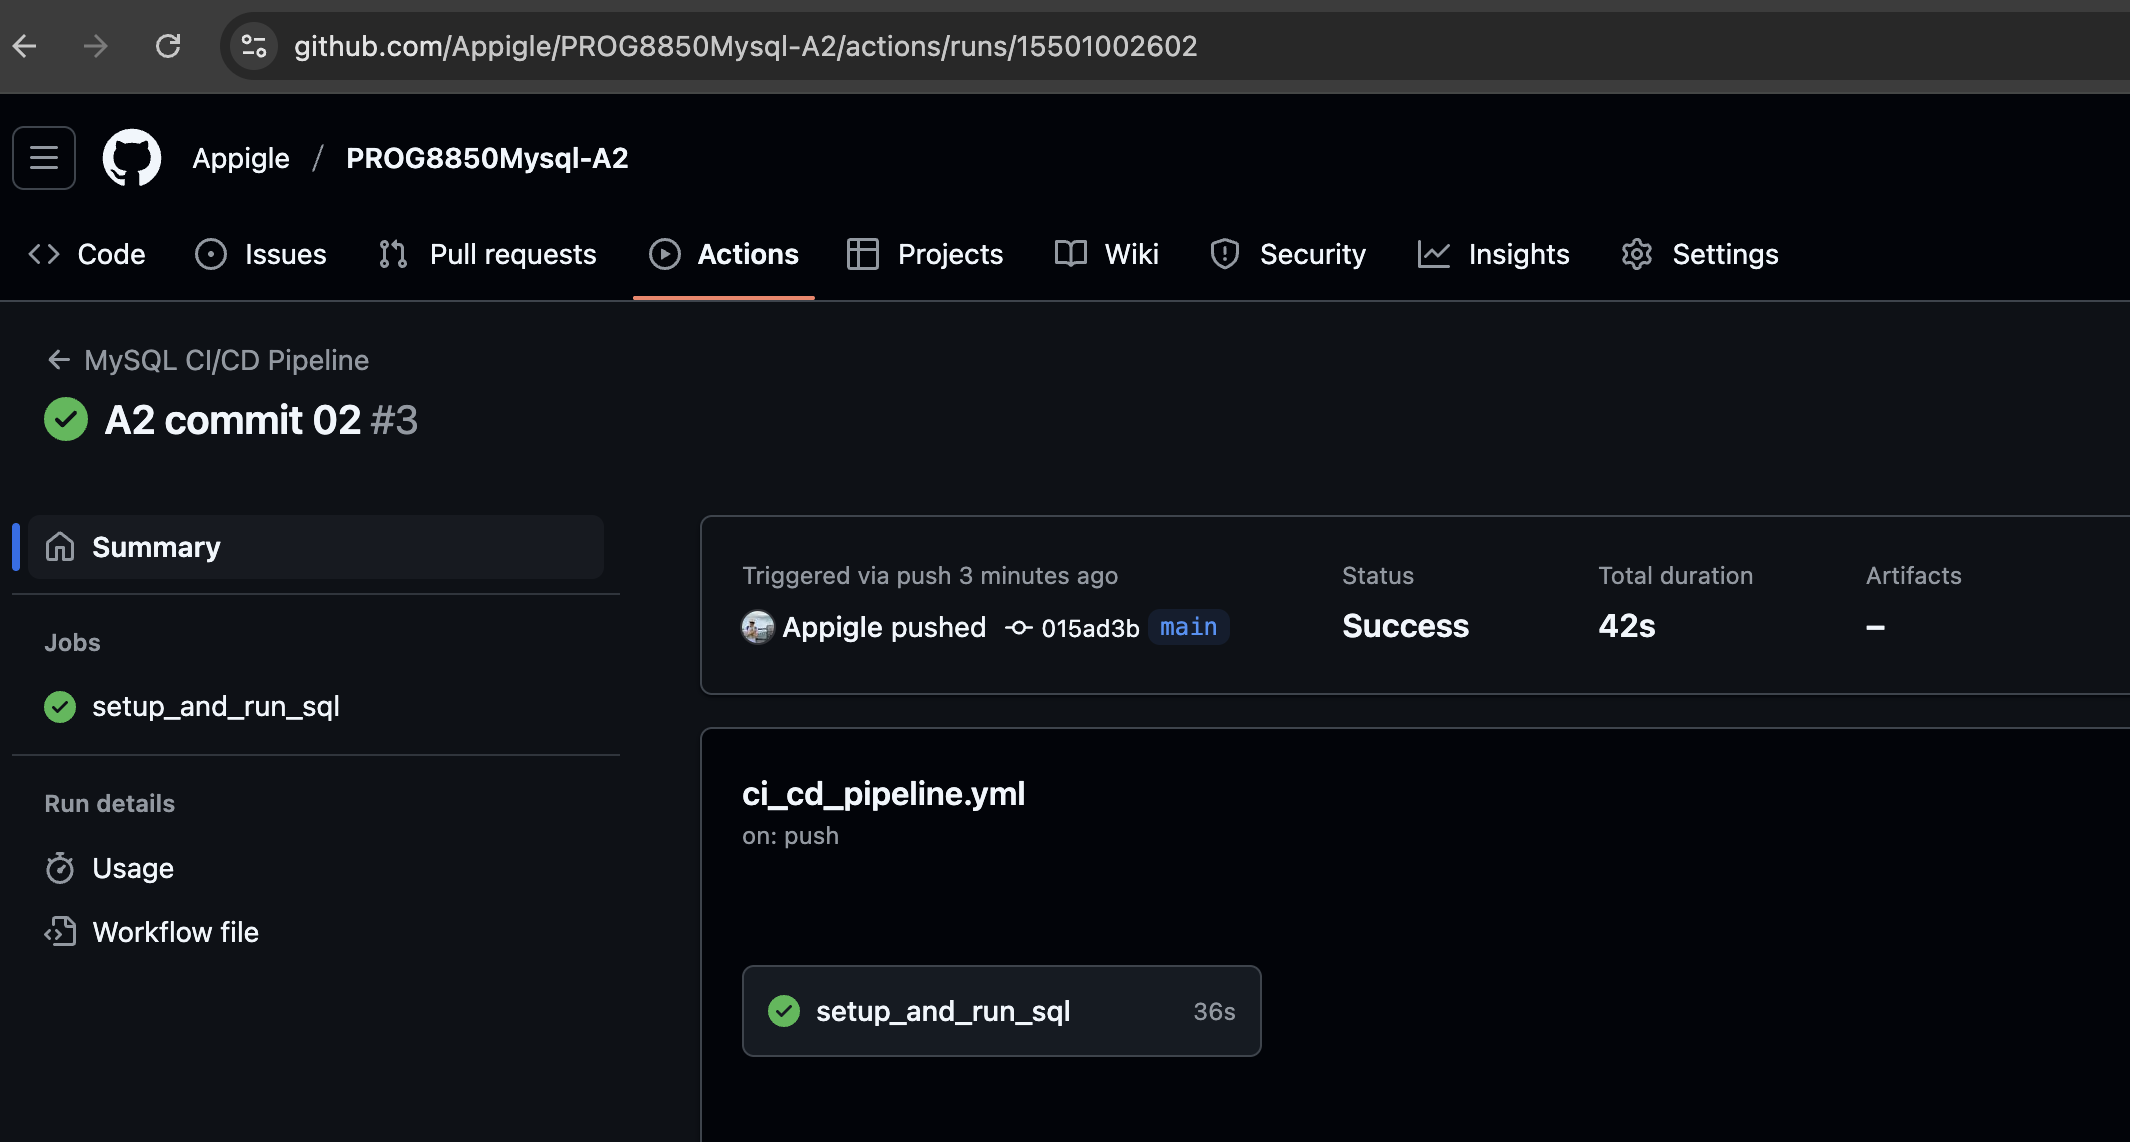 github.com/Appigle/PROG8850Mysql-A2/actions/runs/15501002602
Appigle / PROG8850Mysql-A2
Code Issues Pull requests Actions Projects Wiki Security Insights Settings
← MySQL CI/CD Pipeline
A2 commit 02 #3
Summary
Jobs
setup_and_run_sql
Run details
Usage
Workflow file
Triggered via push 3 minutes ago
Appigle pushed 015ad3b main
Status
Success
Total duration
42s
Artifacts
–
ci_cd_pipeline.yml
on: push
setup_and_run_sql 36s